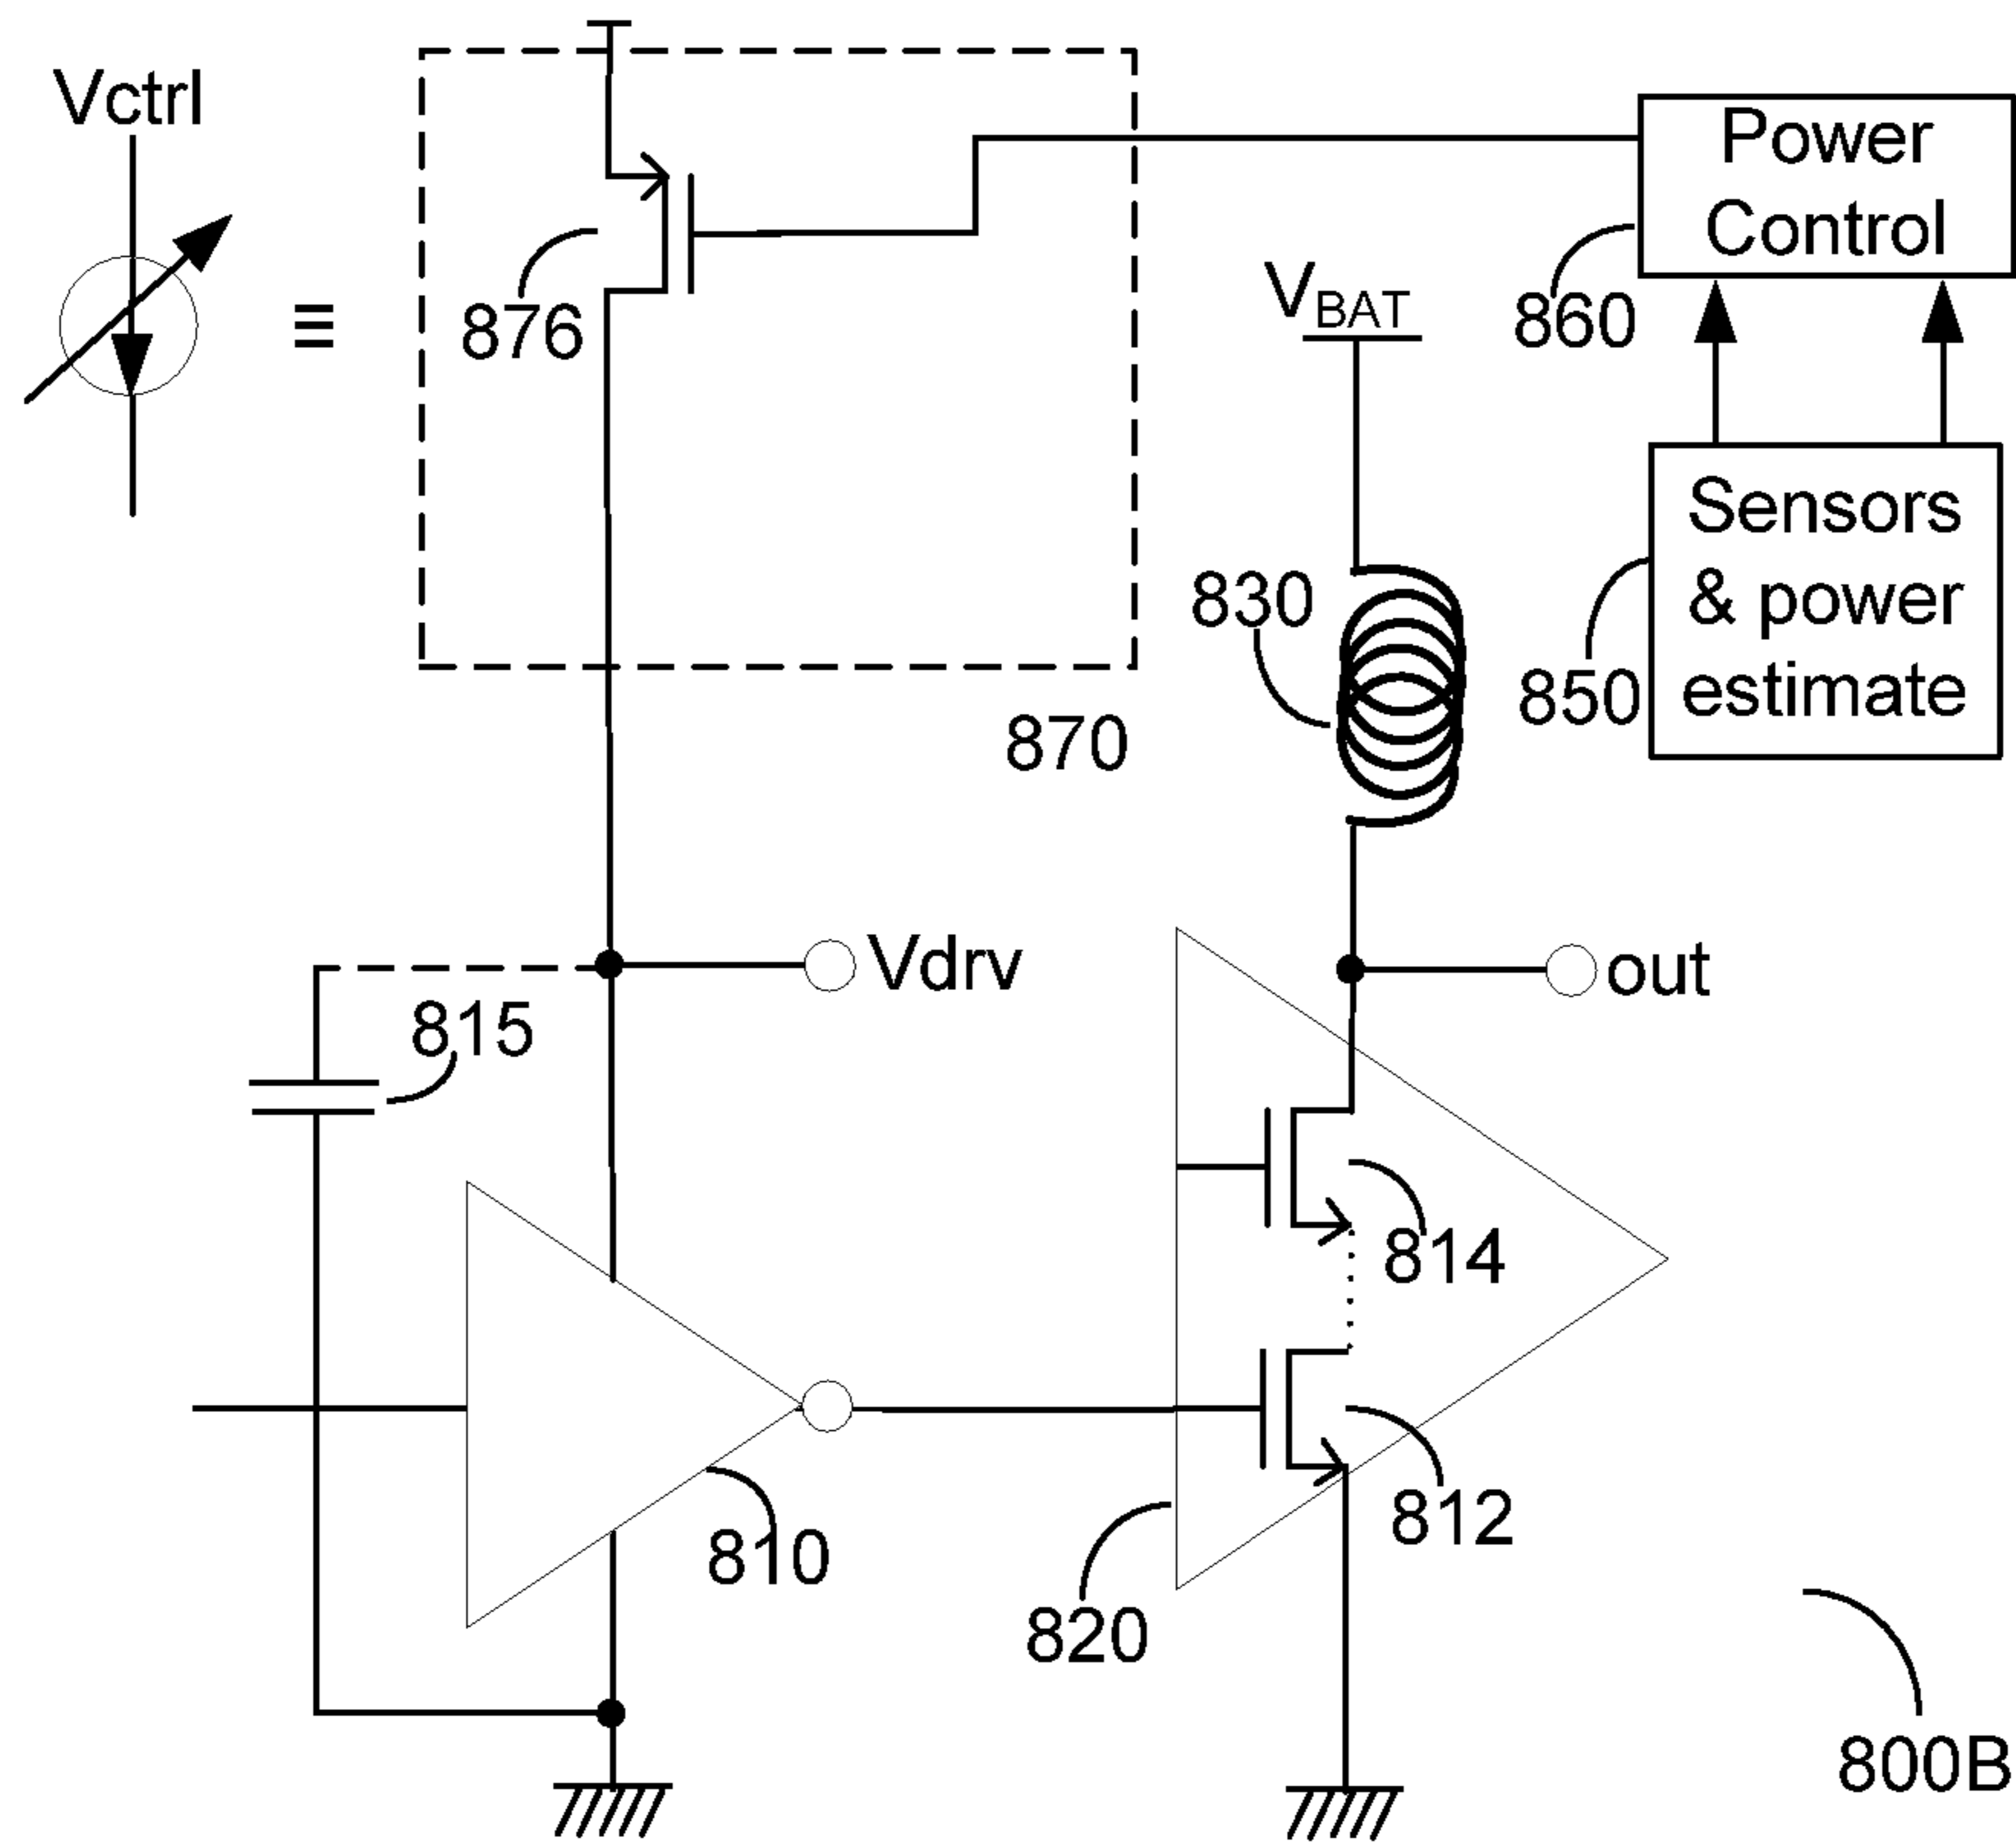 Vctrl
≡
876
870
Power
Control
860
VBAT
830
Sensors
& power
estimate
850
Vdrv
815
out
814
812
810
820
800B